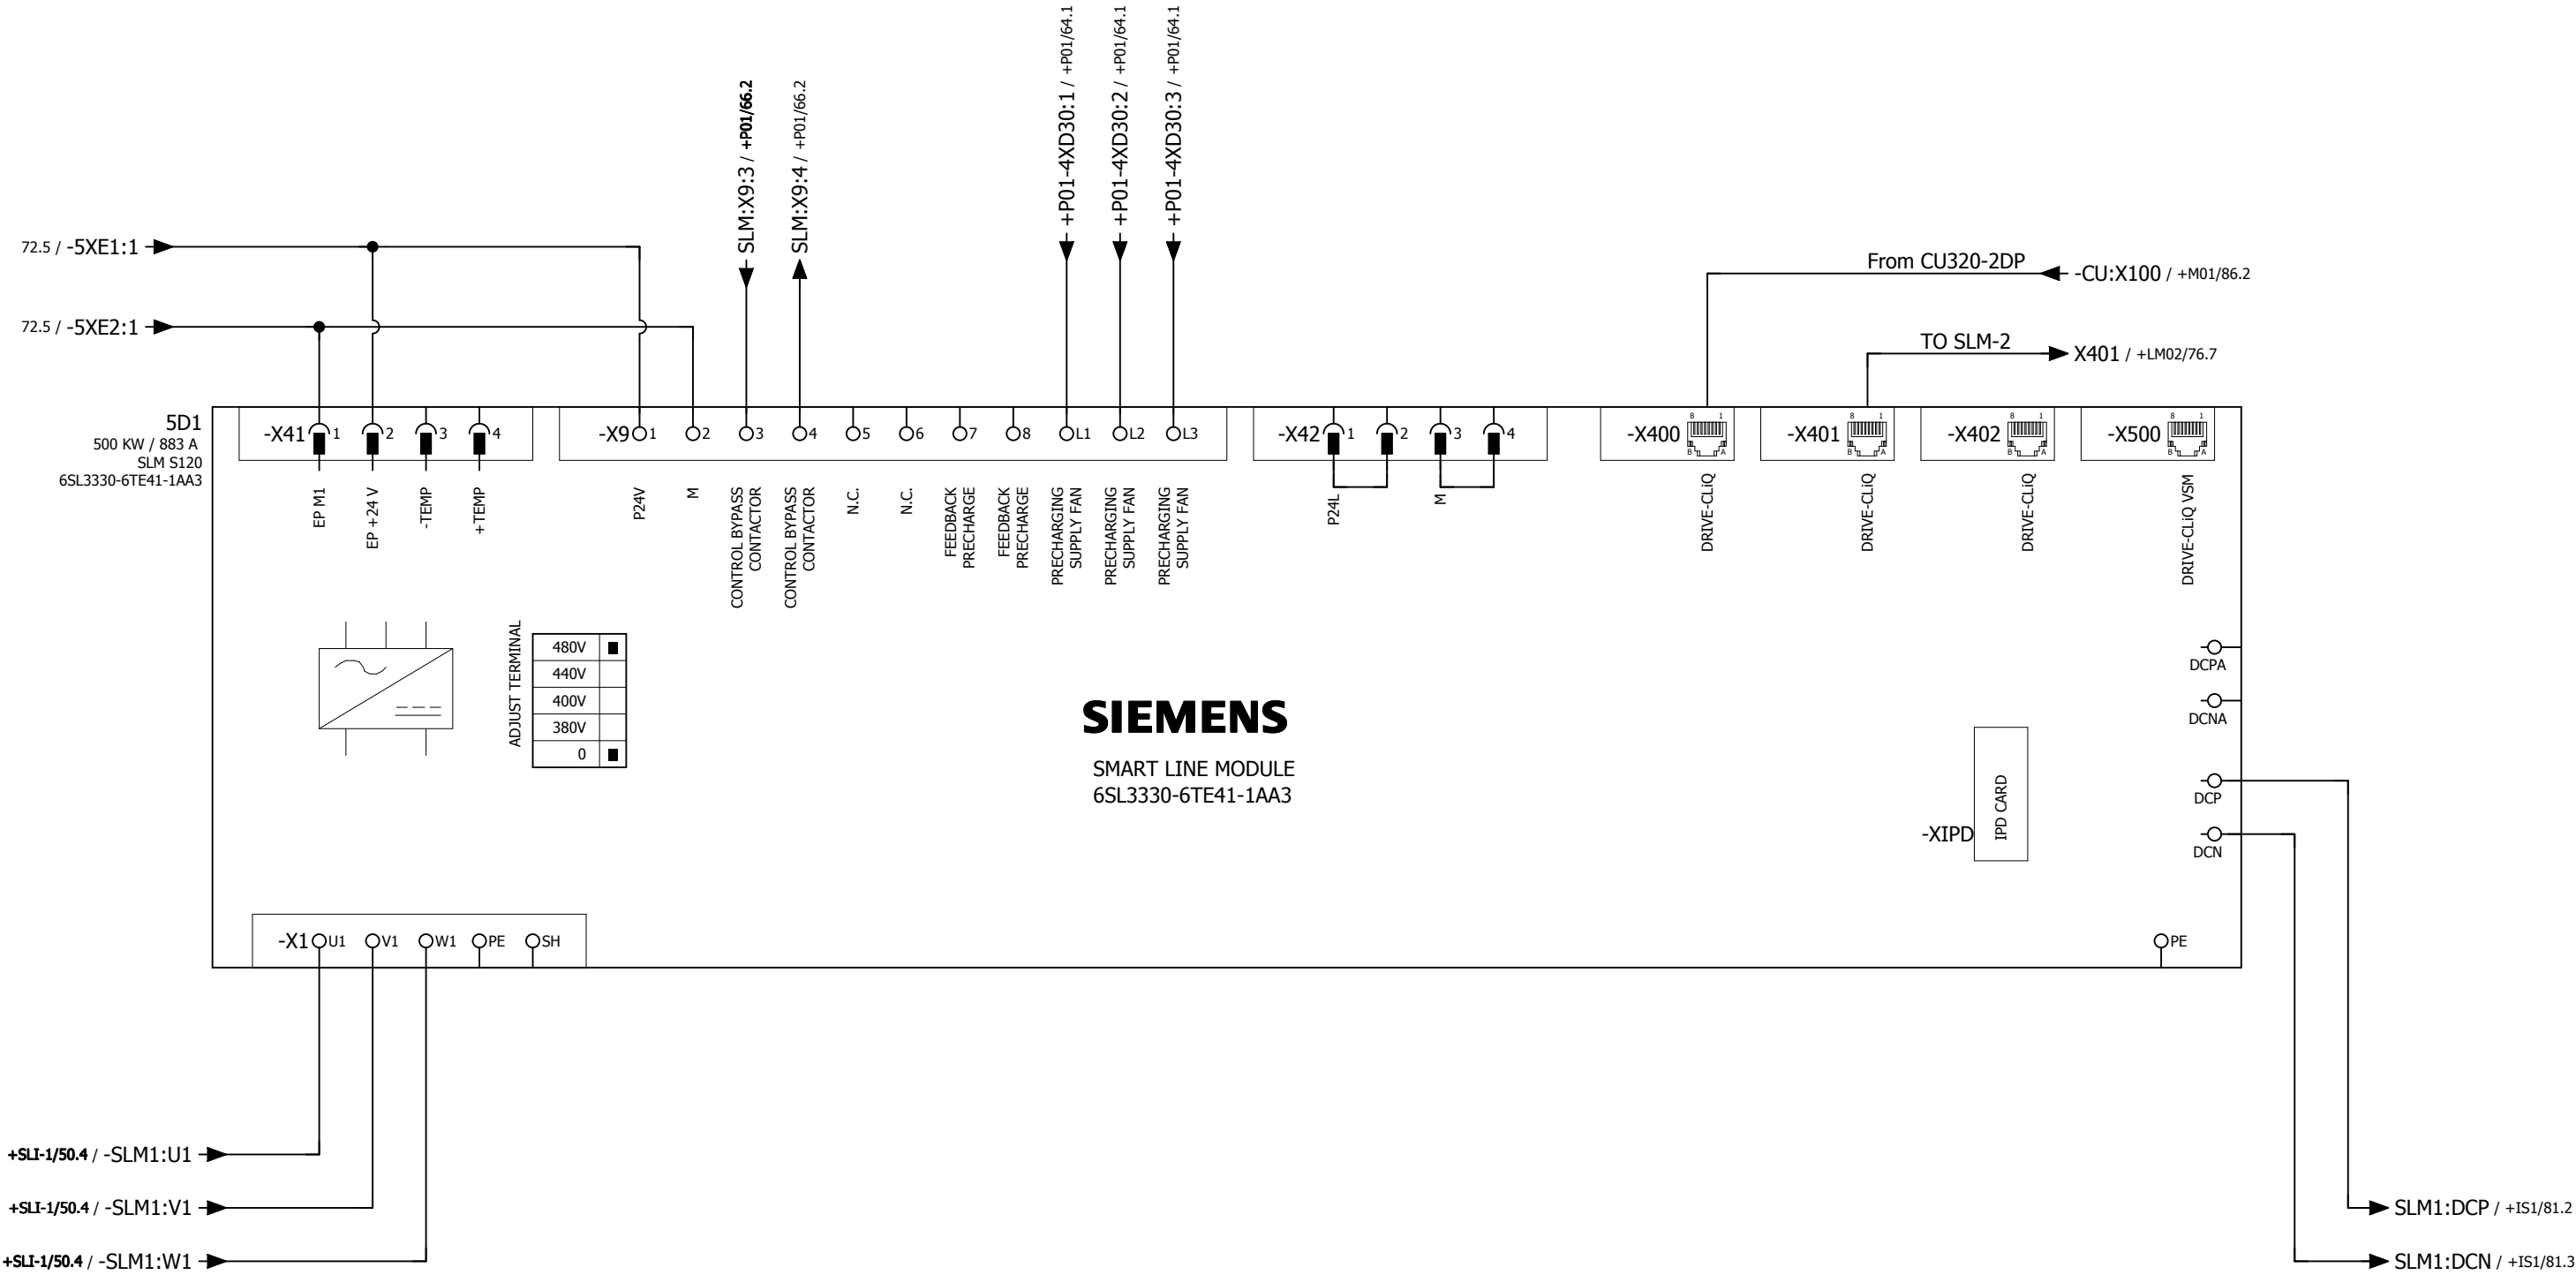 +P01-4XD30:1 / +P01/64.1
+P01-4XD30:2 / +P01/64.1
+P01-4XD30:3 / +P01/64.1
SLM:X9:3 / +P01/66.2
SLM:X9:4 / +P01/66.2
72.5 / -5XE1:1
72.5 / -5XE2:1
From CU320-2DP
-CU:X100 / +M01/86.2
TO SLM-2
X401 / +LM02/76.7
5D1
500 KW / 883 A
SLM S120
6SL3330-6TE41-1AA3
-X41 1 2 3 4
-X9 1 2 3 4 5 6 7 8 L1 L2 L3
-X42 1 2 3 4
-X400 8 1 B A
-X401 8 1 B A
-X402 8 1 B A
-X500 8 1 B A
EP M1
EP +24 V
-TEMP
+TEMP
P24V
M
CONTROL BYPASS
CONTACTOR
CONTROL BYPASS
CONTACTOR
N.C.
N.C.
FEEDBACK
PRECHARGE
FEEDBACK
PRECHARGE
PRECHARGING
SUPPLY FAN
PRECHARGING
SUPPLY FAN
PRECHARGING
SUPPLY FAN
P24L
M
DRIVE-CLiQ
DRIVE-CLiQ
DRIVE-CLiQ
DRIVE-CLiQ VSM
ADJUST TERMINAL
480V
440V
400V
380V
0
SIEMENS
SMART LINE MODULE
6SL3330-6TE41-1AA3
DCPA
DCNA
DCP
DCN
-XIPD
IPD CARD
-X1 U1 V1 W1 PE SH
PE
+SLI-1/50.4 / -SLM1:U1
+SLI-1/50.4 / -SLM1:V1
+SLI-1/50.4 / -SLM1:W1
SLM1:DCP / +IS1/81.2
SLM1:DCN / +IS1/81.3